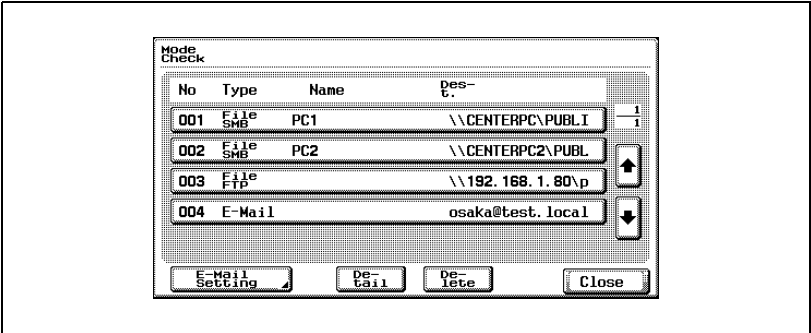 Mode
Check
No Type Name Des-
t.
001 File
SMB PC1 \\CENTERPC\PUBLI
1
1
002 File
SMB PC2 \\CENTERPC2\PUBL
003 File
FTP \\192.168.1.80\p
004 E-Mail osaka@test.local
E-Mail
Setting
De-
tail
De-
lete
Close